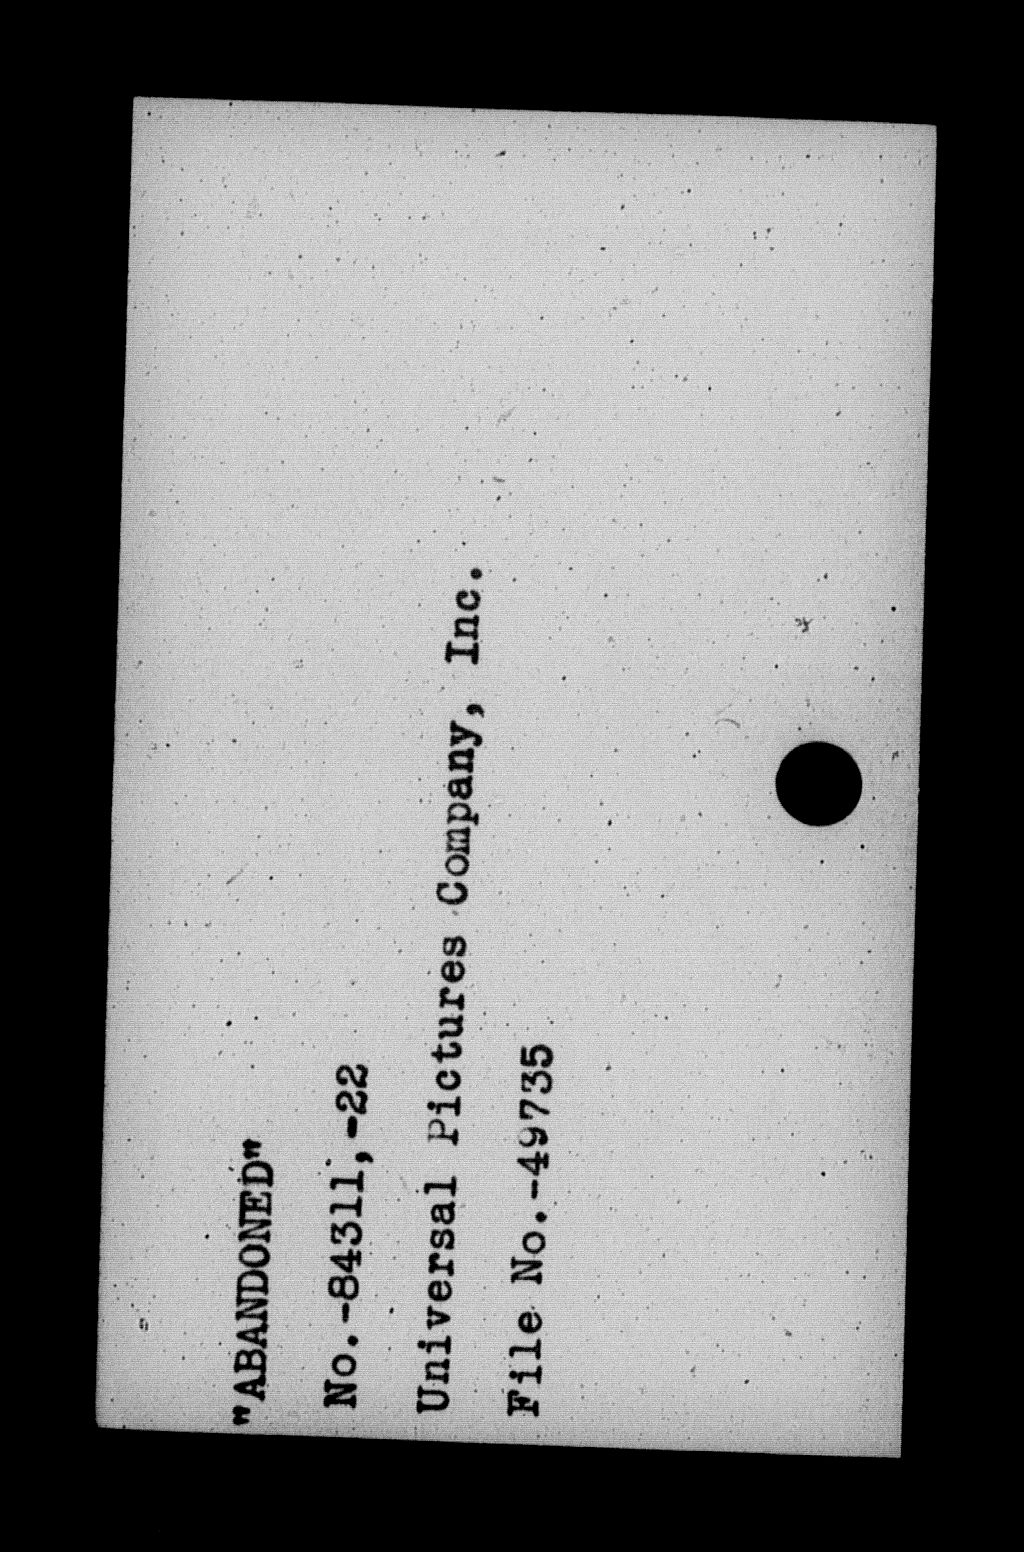 "ABANDONED"
No.-84311,-22
Universal Pictures Company, Inc.
File No.-49735